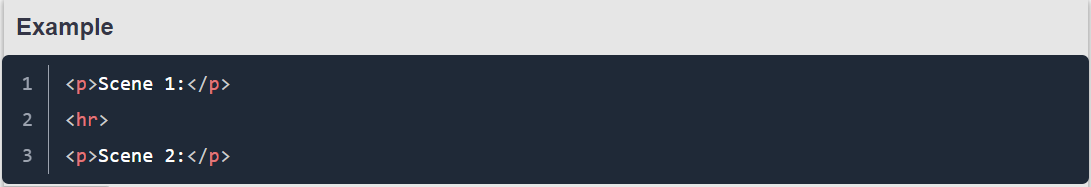 Example
1 <p>Scene 1:</p>
2 <hr>
3 <p>Scene 2:</p>